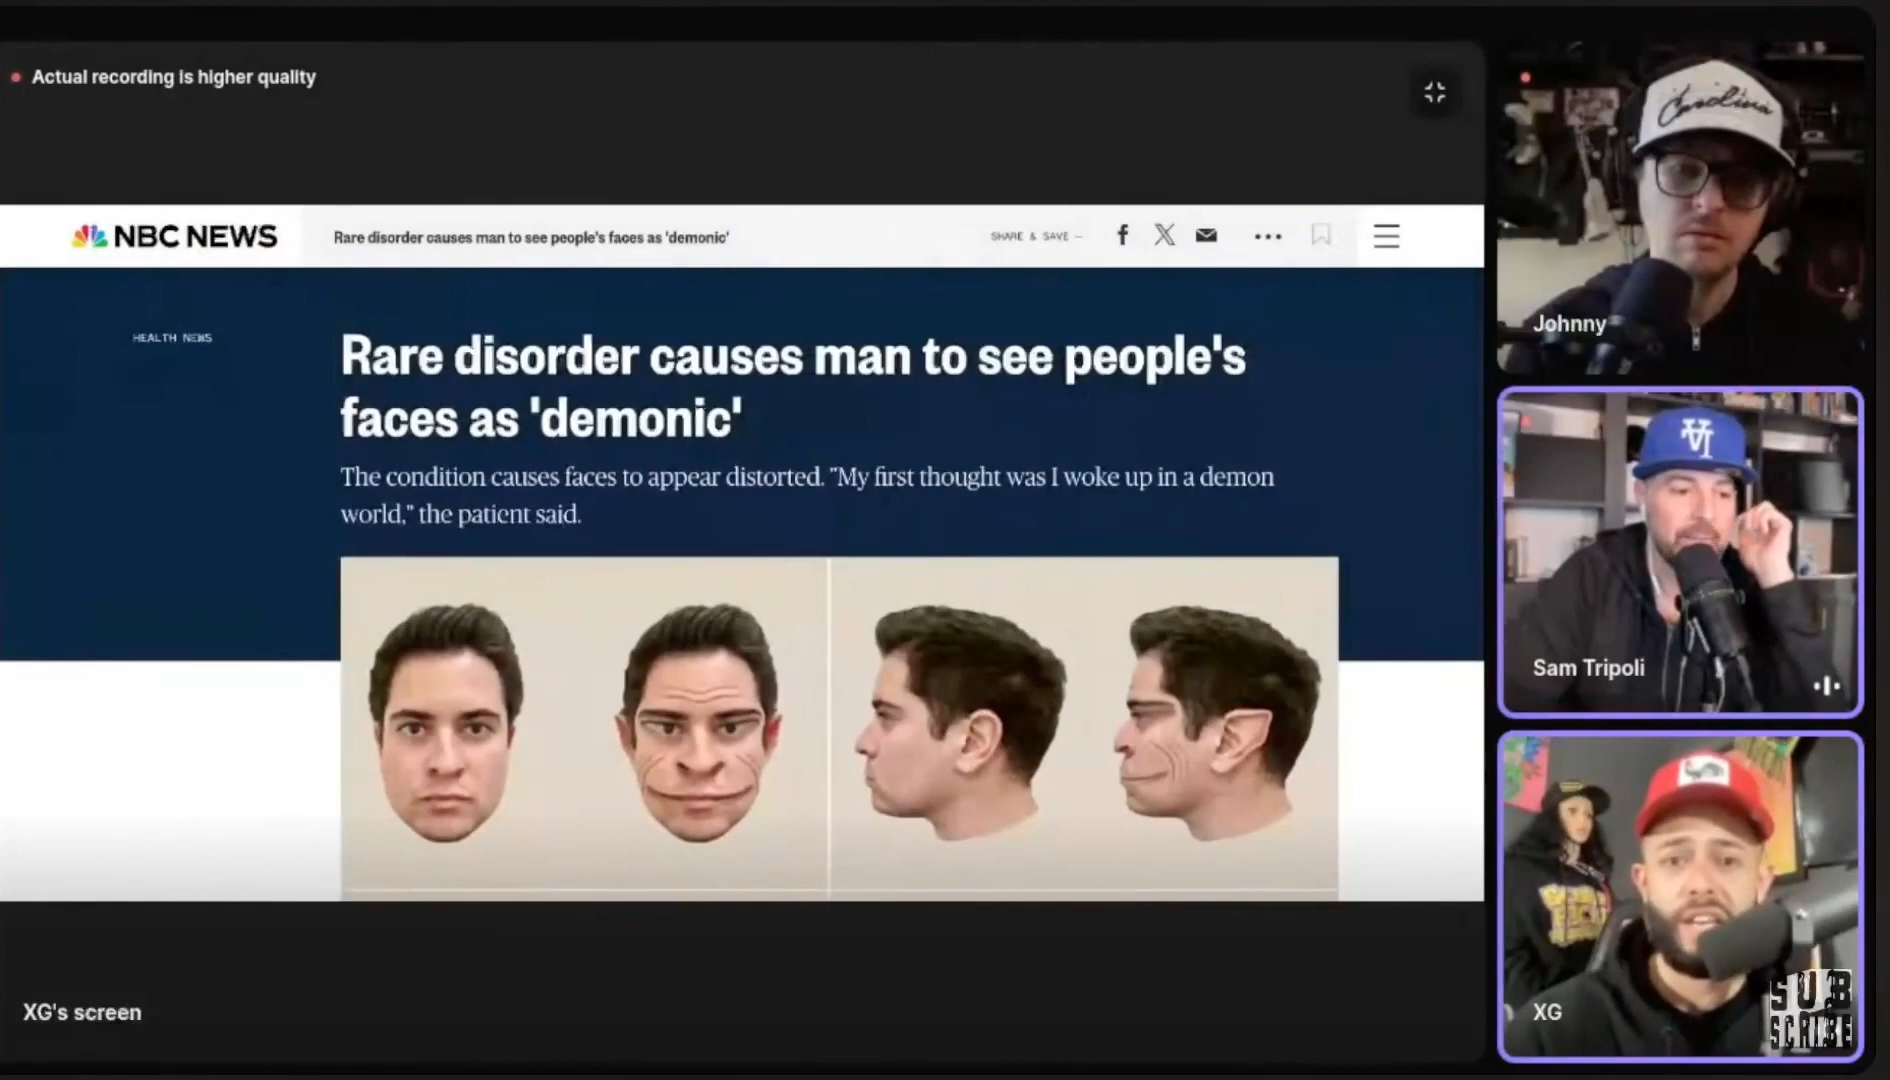 Actual recording is higher quality
NBC NEWS
Rare disorder causes man to see people's faces as 'demonic'
SHARE & SAVE —
HEALTH NEWS
Rare disorder causes man to see people's
faces as 'demonic'
The condition causes faces to appear distorted. "My first thought was I woke up in a demon
world," the patient said.
XG's screen
Carolina
Johnny
Sam Tripoli
XG
SUB
SCRIBE